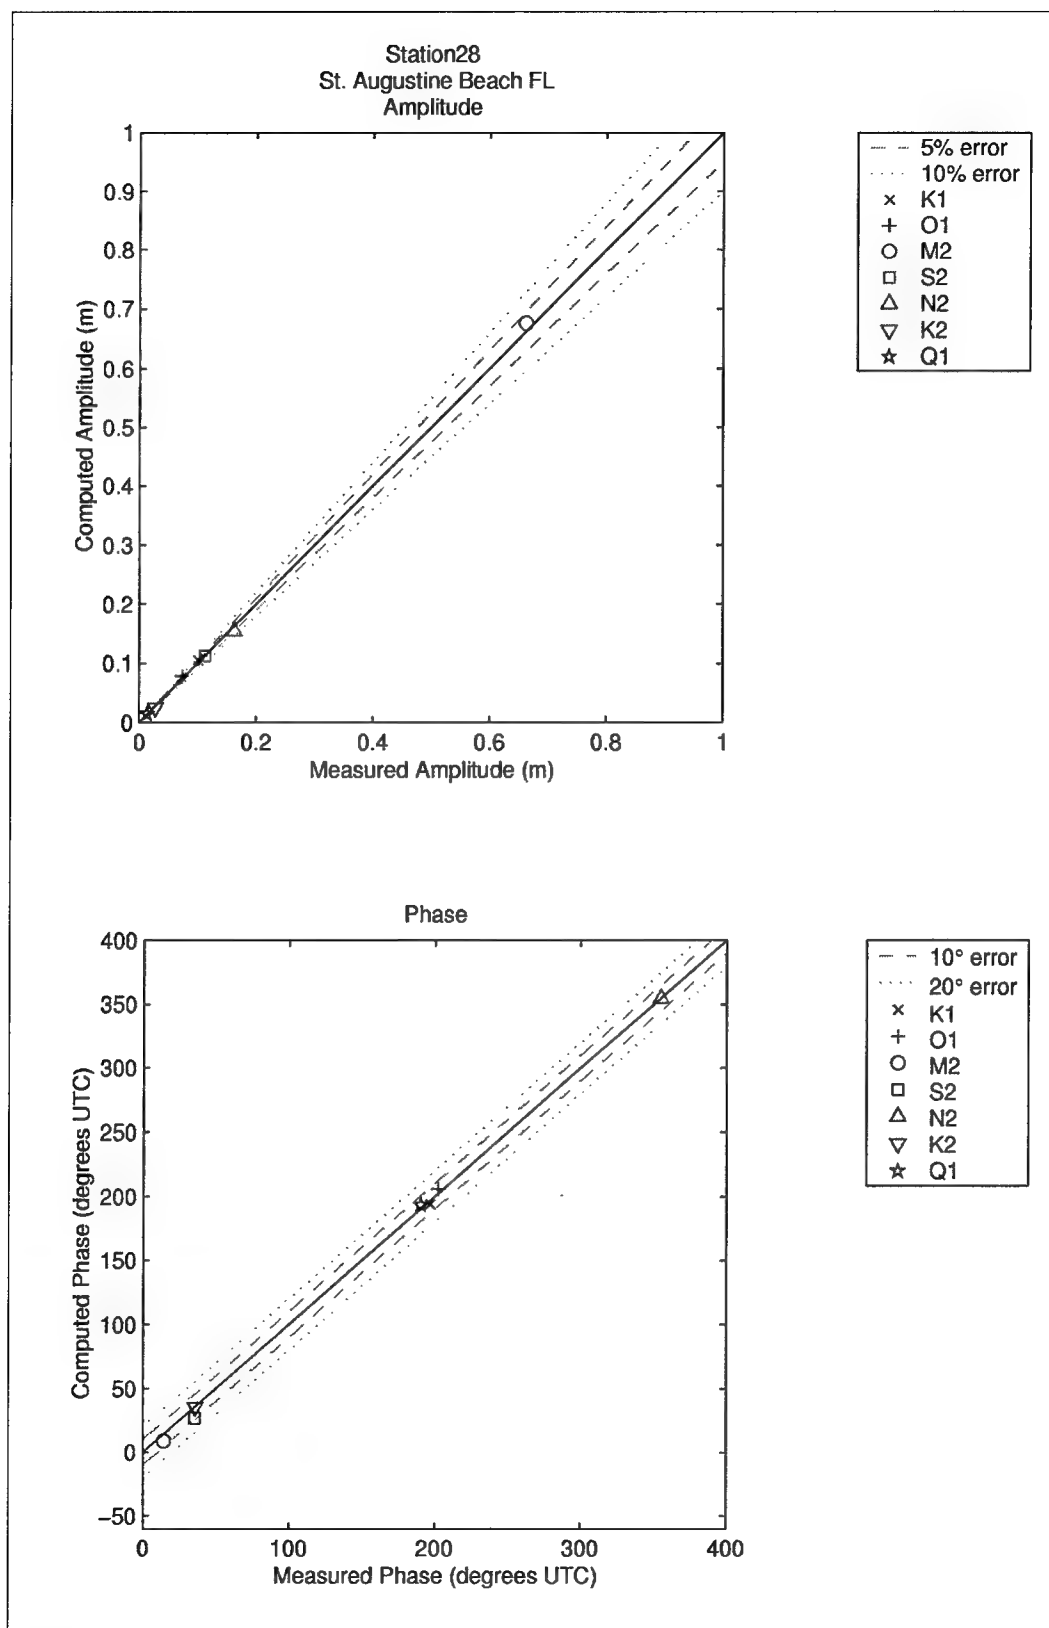 Station28
St. Augustine Beach FL
Amplitude
1
0.9
0.8
0.7
0.6
0.5
0.4
0.3
0.2
0.1
0
Computed Amplitude (m)
0 0.2 0.4 0.6 0.8 1
Measured Amplitude (m)
5% error
10% error
K1
O1
M2
S2
N2
K2
Q1
Phase
400
350
300
250
200
150
100
50
0
−50
Computed Phase (degrees UTC)
0 100 200 300 400
Measured Phase (degrees UTC)
10° error
20° error
K1
O1
M2
S2
N2
K2
Q1